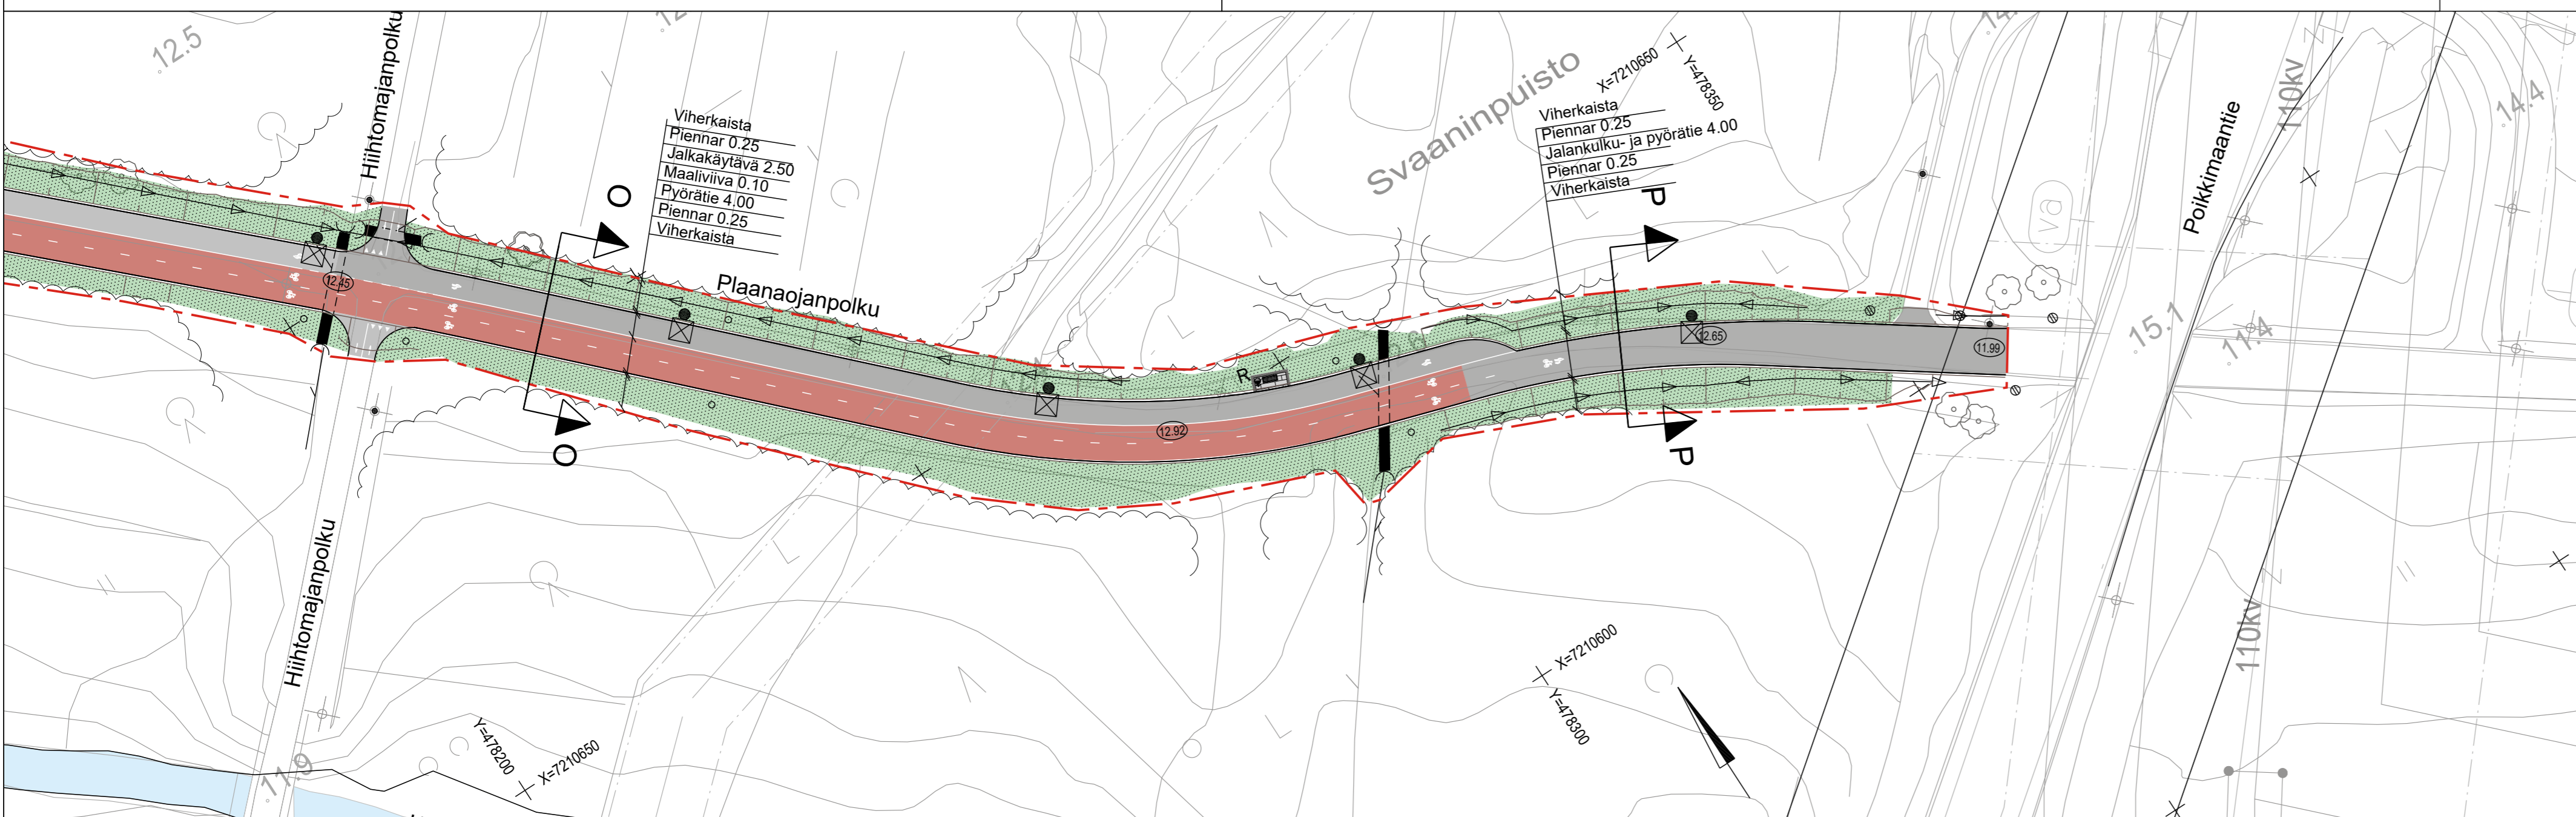 12.5
12
Hiihtomajanpolku
Viherkaista
Piennar 0.25
Jalkakäytävä 2.50
Maaliviiva 0.10
Pyörätie 4.00
Piennar 0.25
Viherkaista
O
O
Plaanaojanpolku
12.45
12.92
R
Svaaninpuisto
X=7210650
Y=478350
Viherkaista
Piennar 0.25
Jalankulku- ja pyörätie 4.00
Piennar 0.25
Viherkaista
P
P
12.65
11.99
14.
va
Poikkimaantie
110kv
14.4
15.1
11.4
110kv
Hiihtomajanpolku
11.9
Y=478200
X=7210650
X=7210600
Y=478300